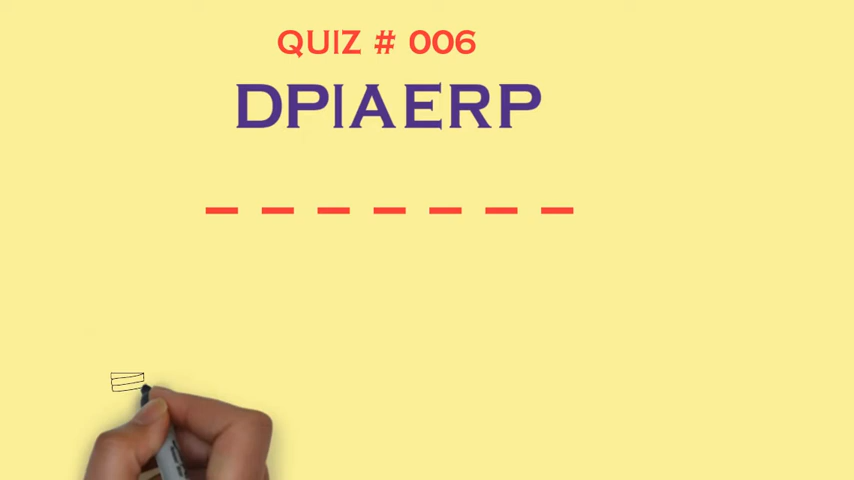 QUIZ # 006
DPIAERP
_ _ _ _ _ _ _